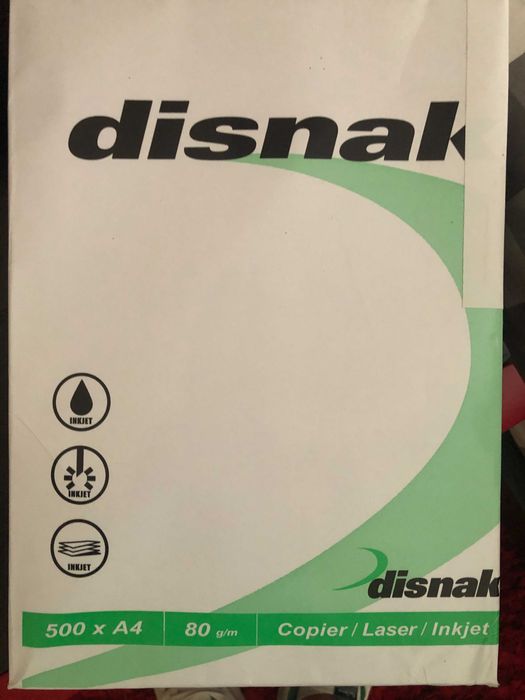 disnak
INKJET
INKJET
INKJET
disnak
500 x A4 80 g/m Copier / Laser / Inkjet